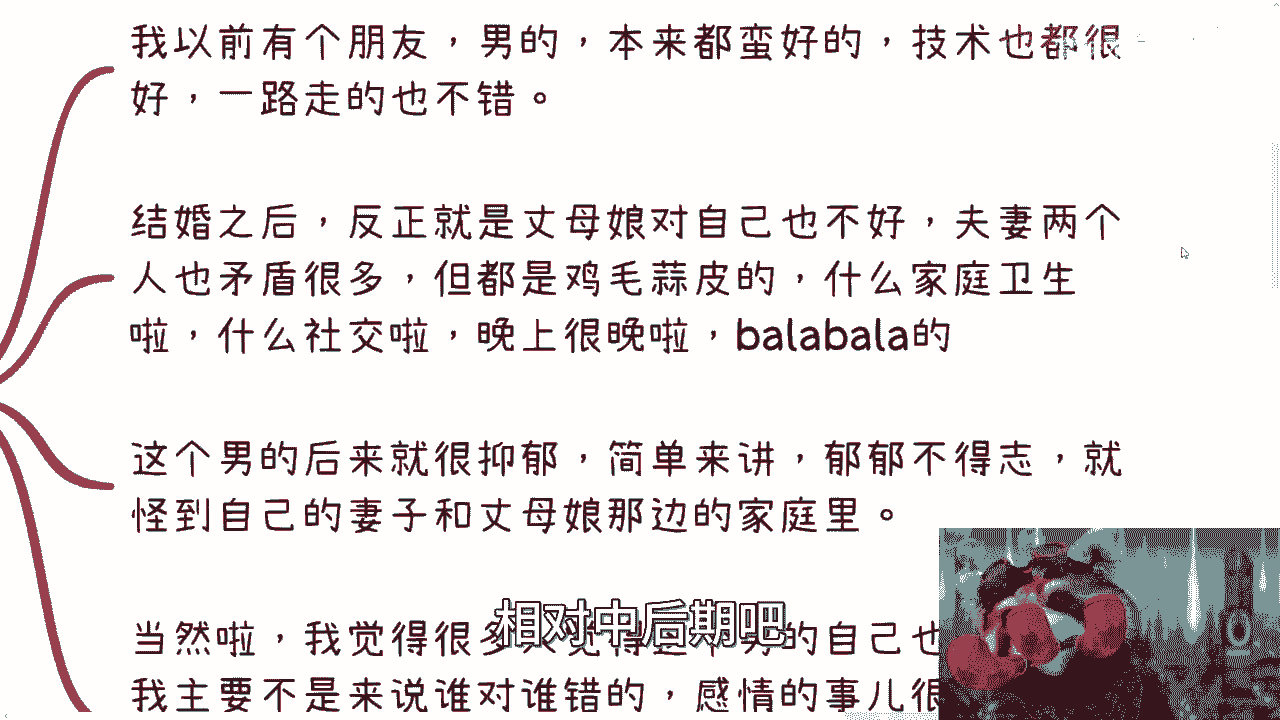 我以前有个朋友，男的，本来都蛮好的，技术也都很
好，一路走的也不错。
结婚之后，反正就是丈母娘对自己也不好，夫妻两个
人也矛盾很多，但都是鸡毛蒜皮的，什么家庭卫生
啦，什么社交啦，晚上很晚啦，balabala的
这个男的后来就很抑郁，简单来讲，郁郁不得志，就
怪到自己的妻子和丈母娘那边的家庭里。
当然啦，我觉得很多 的自己也
相对中后期吧
我主要不是来说谁对谁错的，感情的事儿很